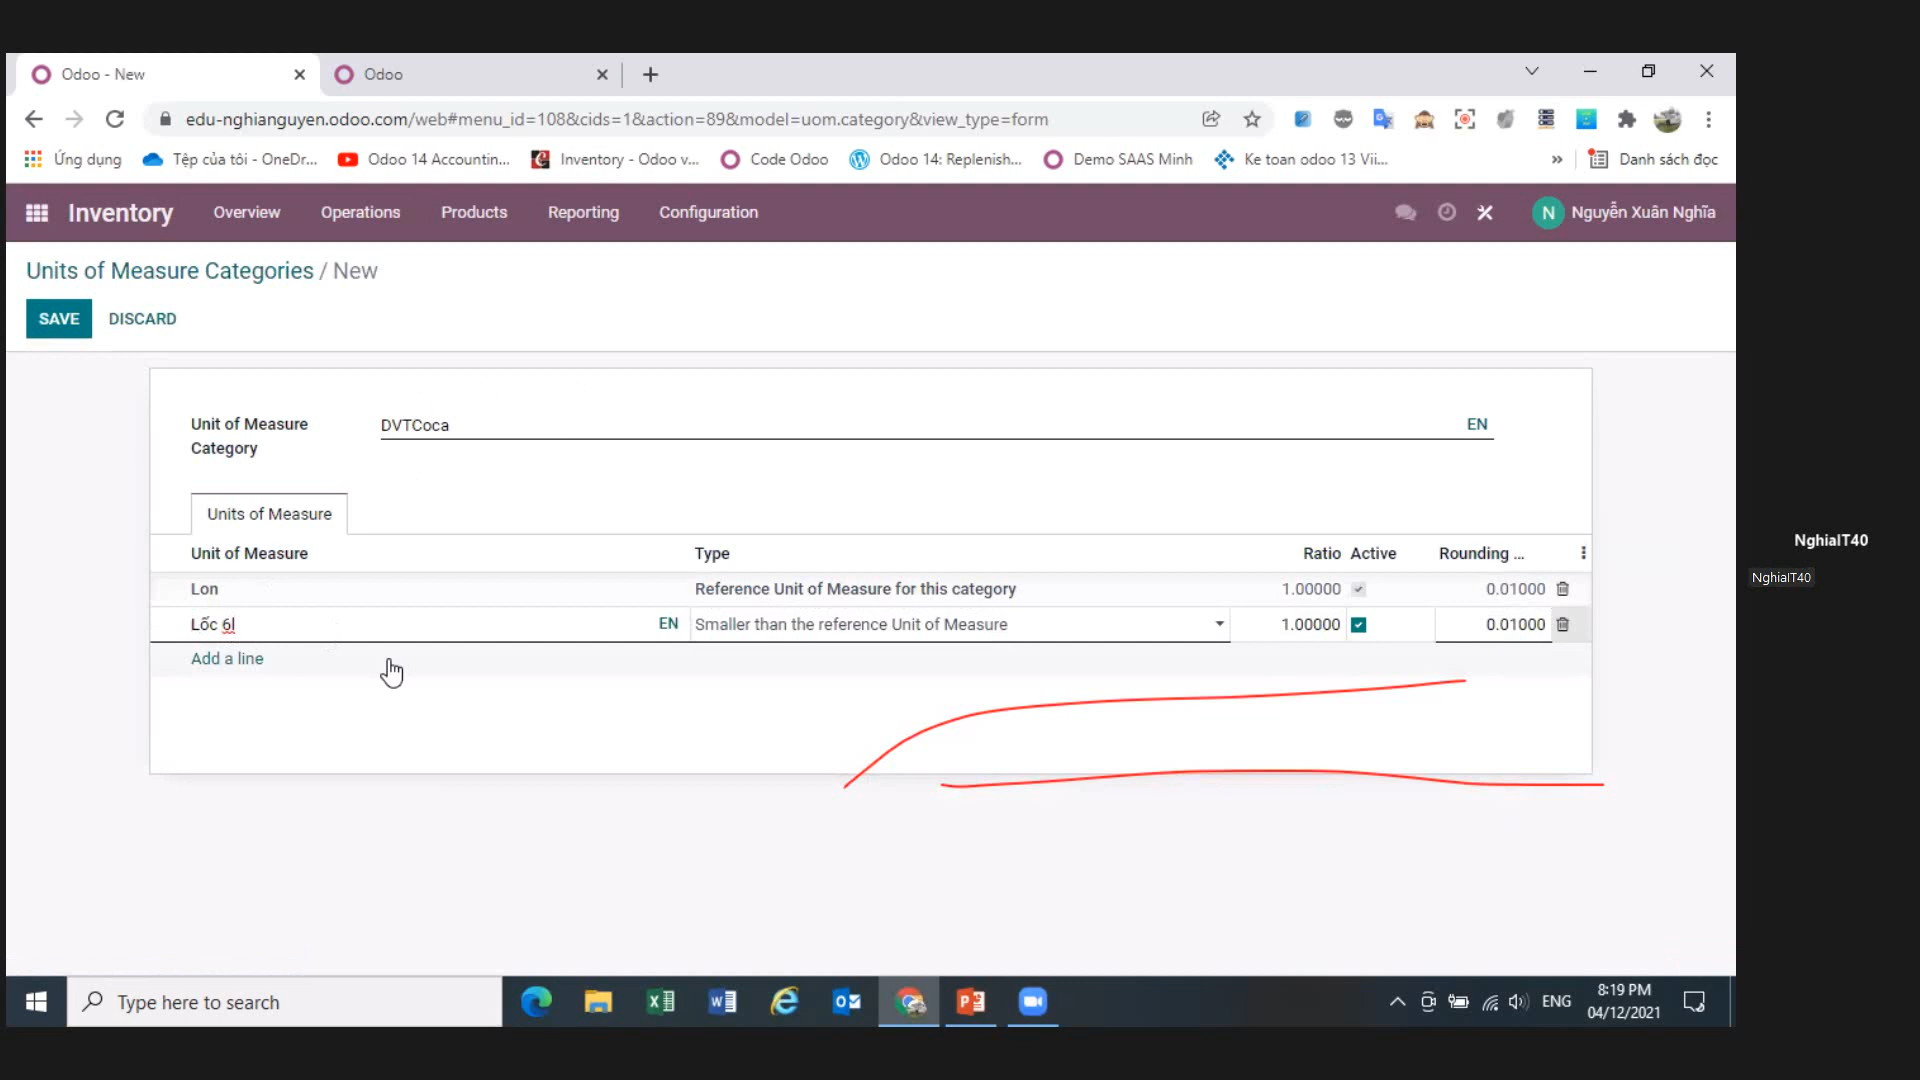 Odoo - New
Odoo
edu-nghianguyen.odoo.com/web#menu_id=108&cids=1&action=89&model=uom.category&view_type=form
Ứng dụng
Tệp của tôi - OneDr...
Odoo 14 Accountin...
Inventory - Odoo v...
Code Odoo
Odoo 14: Replenish...
Demo SAAS Minh
Ke toan odoo 13 Vii...
»
Danh sách đọc
Inventory
Overview
Operations
Products
Reporting
Configuration
N
Nguyễn Xuân Nghĩa
Units of Measure Categories / New
SAVE
DISCARD
Unit of Measure
Category
DVTCoca
EN
Units of Measure
Unit of Measure
Type
Ratio
Active
Rounding ...
Lon
Reference Unit of Measure for this category
1.00000
0.01000
Lốc 6l
EN
Smaller than the reference Unit of Measure
1.00000
0.01000
Add a line
NghiaIT40
NghiaIT40
Type here to search
ENG
8:19 PM
04/12/2021